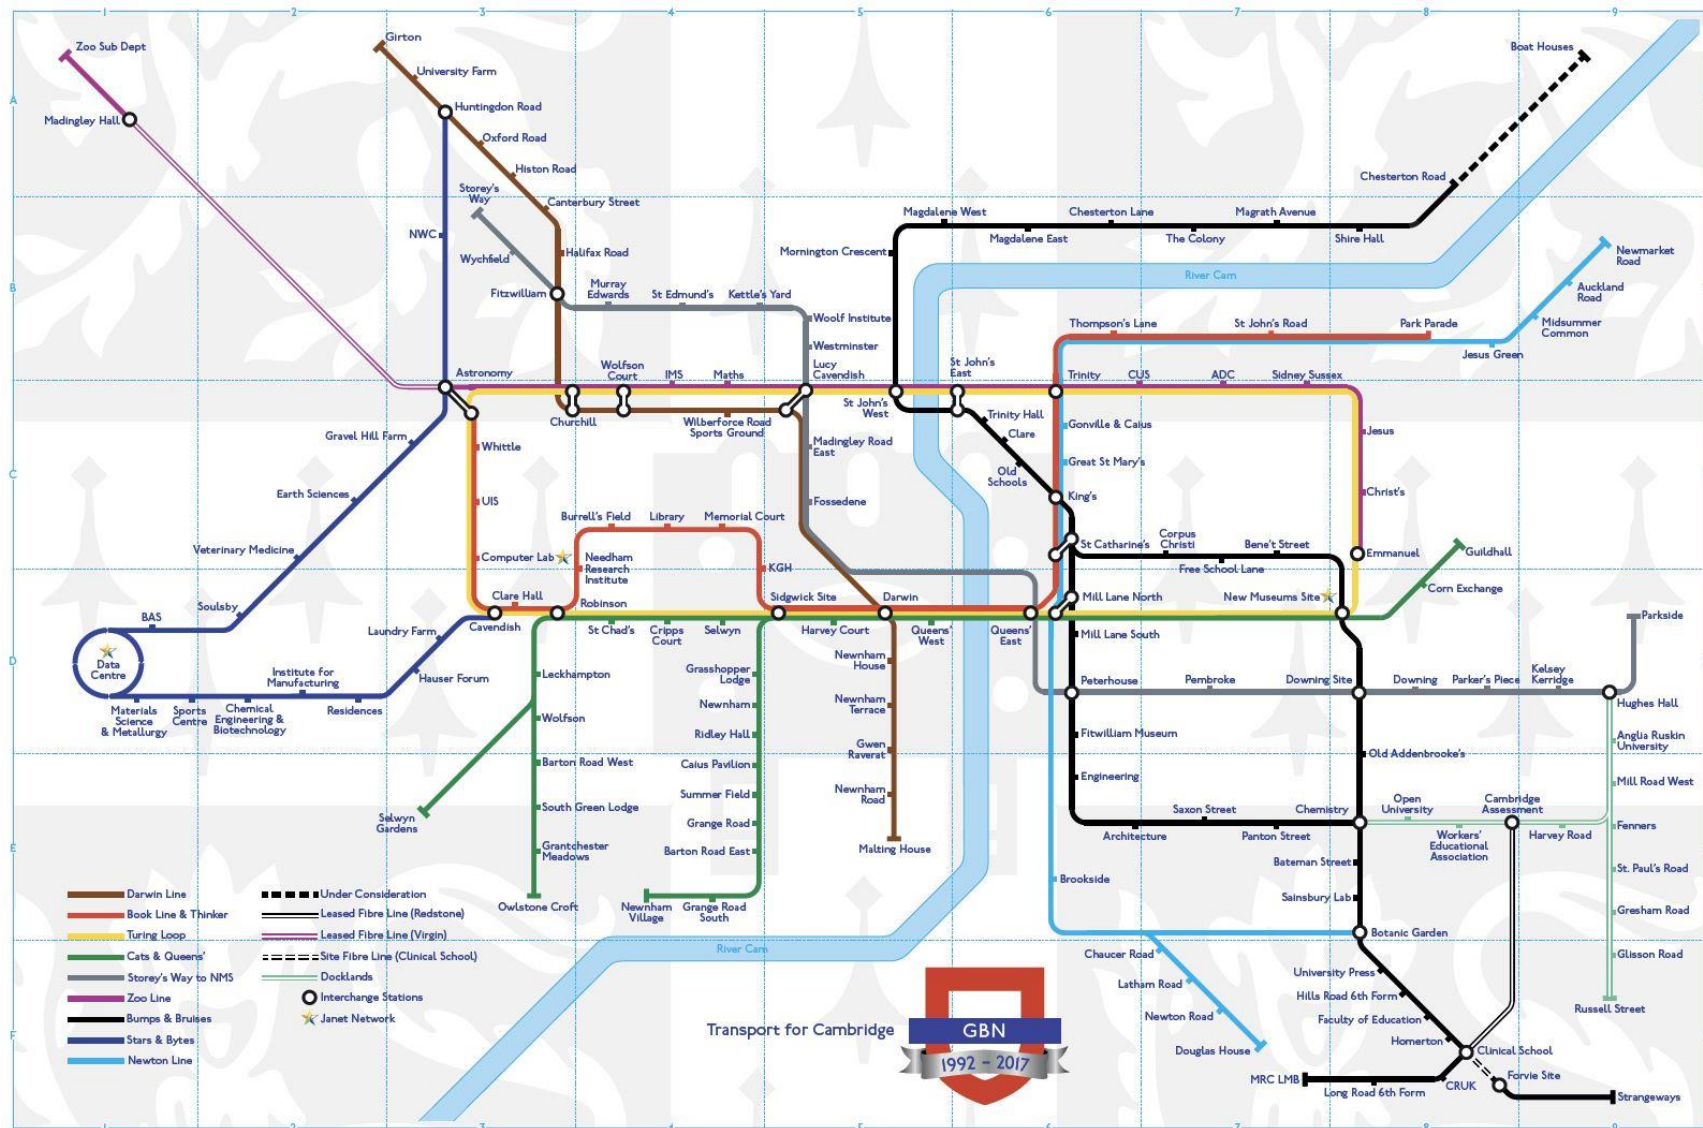 1 2 3 4 5 6 7 8 9
A
B
C
D
E
F
Zoo Sub Dept
Madingley Hall
Girton
University Farm
Huntingdon Road
Oxford Road
Histon Road
Canterbury Street
Storey's
Way
NWC
Wychfield
Halifax Road
Fitzwilliam
Murray
Edwards
St Edmund's
Kettle's Yard
Woolf Institute
Westminster
Lucy
Cavendish
Boat Houses
Chesterton Road
Magdalene West
Chesterton Lane
Magrath Avenue
Magdalene East
The Colony
Shire Hall
Mornington Crescent
River Cam
Newmarket
Road
Auckland
Road
Midsummer
Common
Jesus Green
Thompson's Lane
St John's Road
Park Parade
Astronomy
Wolfson
Court
IMS
Maths
St John's
East
Trinity
CUS
ADC
Sidney Sussex
Churchill
Wilberforce Road
Sports Ground
St John's
West
Gravel Hill Farm
Whittle
Madingley Road
East
Trinity Hall
Clare
Old
Schools
Gonville & Caius
Great St Mary's
King's
Jesus
Christ's
Earth Sciences
UIS
Fossedene
Burrell's Field
Library
Memorial Court
Veterinary Medicine
Computer Lab
Needham
Research
Institute
KGH
St Catharine's
Corpus
Christi
Bene't Street
Free School Lane
Emmanuel
Guildhall
Corn Exchange
Soulsby
BAS
Data
Centre
Clare Hall
Robinson
Sidgwick Site
Darwin
Mill Lane North
New Museums Site
Parkside
Laundry Farm
Cavendish
St Chad's
Cripps
Court
Selwyn
Harvey Court
Queens'
West
Queens'
East
Mill Lane South
Hauser Forum
Institute for
Manufacturing
Materials
Science
& Metallurgy
Sports
Centre
Chemical
Engineering &
Biotechnology
Residences
Leckhampton
Wolfson
Barton Road West
South Green Lodge
Grantchester
Meadows
Owlstone Croft
Selwyn
Gardens
Grasshopper
Lodge
Newnham
Ridley Hall
Caius Pavilion
Summer Field
Grange Road
Barton Road East
Newnham
Village
Grange Road
South
Newnham
House
Newnham
Terrace
Gwen
Raverat
Newnham
Road
Malting House
Peterhouse
Pembroke
Downing Site
Downing
Parker's Piece
Kelsey
Kerridge
Hughes Hall
Fitwilliam Museum
Engineering
Old Addenbrooke's
Anglia Ruskin
University
Mill Road West
Architecture
Saxon Street
Panton Street
Chemistry
Open
University
Workers'
Educational
Association
Cambridge
Assessment
Harvey Road
Fenners
St. Paul's Road
Gresham Road
Glisson Road
Russell Street
Bateman Street
Sainsbury Lab
Brookside
Botanic Garden
Chaucer Road
Latham Road
Newton Road
Douglas House
University Press
Hills Road 6th Form
Faculty of Education
Homerton
Clinical School
Forvie Site
Strangeways
MRC LMB
Long Road 6th Form
CRUK
River Cam
Darwin Line
Book Line & Thinker
Turing Loop
Cats & Queens'
Storey's Way to NMS
Zoo Line
Bumps & Bruises
Stars & Bytes
Newton Line
Under Consideration
Leased Fibre Line (Redstone)
Leased Fibre Line (Virgin)
Site Fibre Line (Clinical School)
Docklands
Interchange Stations
Janet Network
Transport for Cambridge
GBN
1992 - 2017
1 2 3 4 5 6 7 8 9